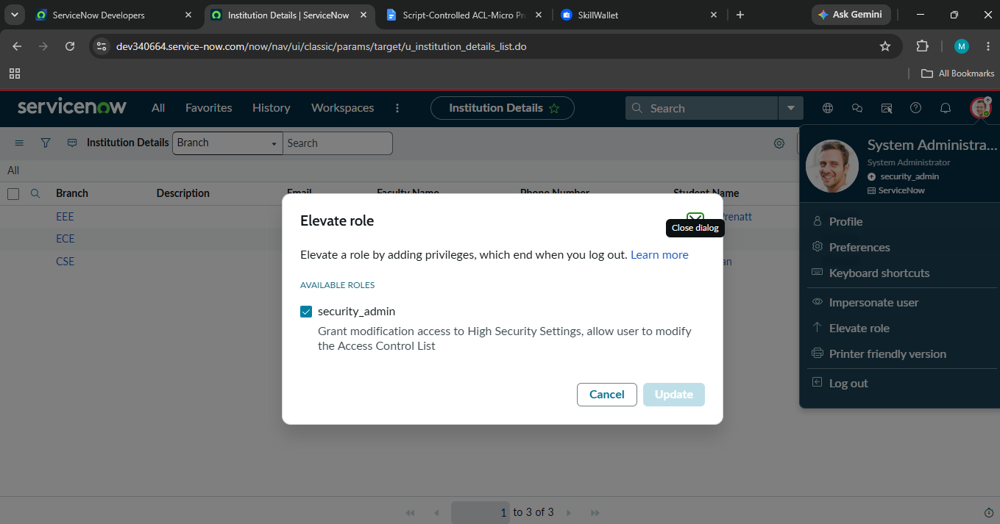 ServiceNow Developers
Institution Details | ServiceNow
Script-Controlled ACL-Micro Pr
SkillWallet
Ask Gemini
dev340664.service-now.com/now/nav/ui/classic/params/target/u_institution_details_list.do
M
All Bookmarks
servicenow
All
Favorites
History
Workspaces
Institution Details
Search
Institution Details
Branch
Search
System Administra...
System Administrator
security_admin
ServiceNow
All
Branch
Description
Email
Faculty Name
Phone Number
Student Name
EEE
Prenatt
ECE
CSE
an
Elevate role
Close dialog
Elevate a role by adding privileges, which end when you log out. Learn more
AVAILABLE ROLES
security_admin
Grant modification access to High Security Settings, allow user to modify
the Access Control List
Cancel
Update
Profile
Preferences
Keyboard shortcuts
Impersonate user
Elevate role
Printer friendly version
Log out
1 to 3 of 3